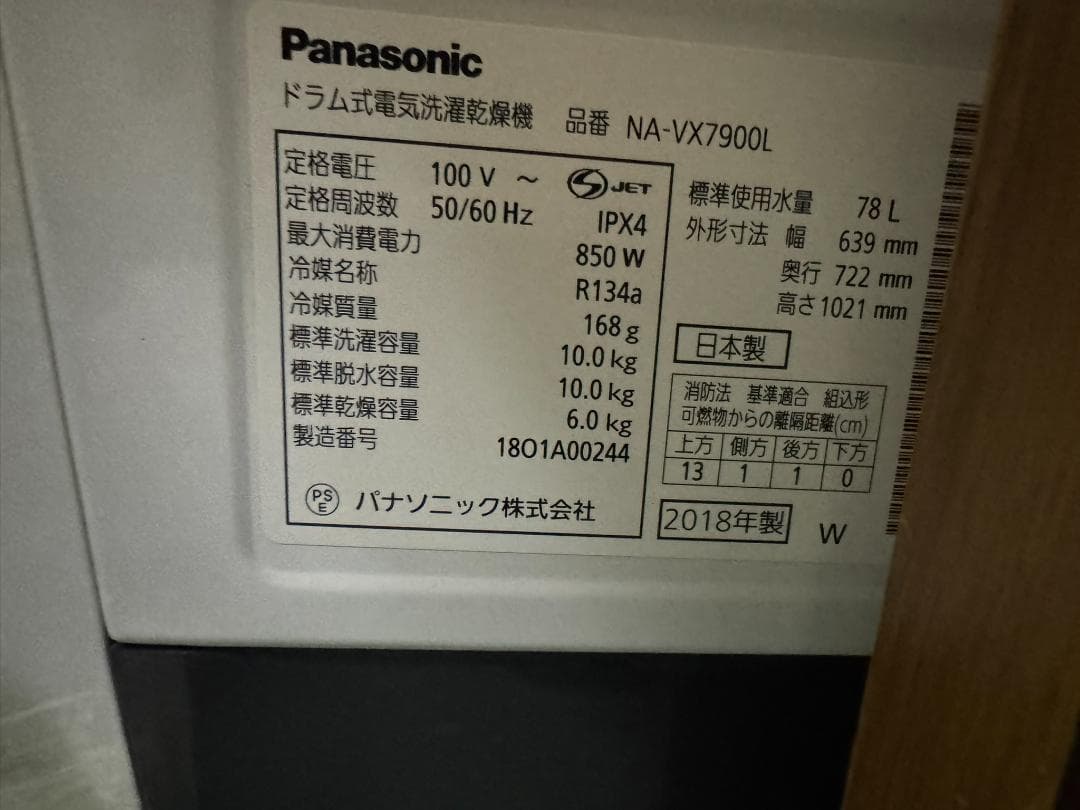 Panasonic
ドラム式電気洗濯乾燥機 品番 NA-VX7900L
定格電圧 100 V ～ S JET
定格周波数 50/60 Hz IPX4
最大消費電力 850 W
冷媒名称 R134a
冷媒質量 168 g
標準洗濯容量 10.0 kg
標準脱水容量 10.0 kg
標準乾燥容量 6.0 kg
製造番号 18O1A00244
PS E パナソニック株式会社
標準使用水量 78 L
外形寸法 幅 639 mm
奥行 722 mm
高さ 1021 mm
日本製
消防法 基準適合 組込形
可燃物からの離隔距離(cm)
上方 側方 後方 下方
13 1 1 0
2018年製 W